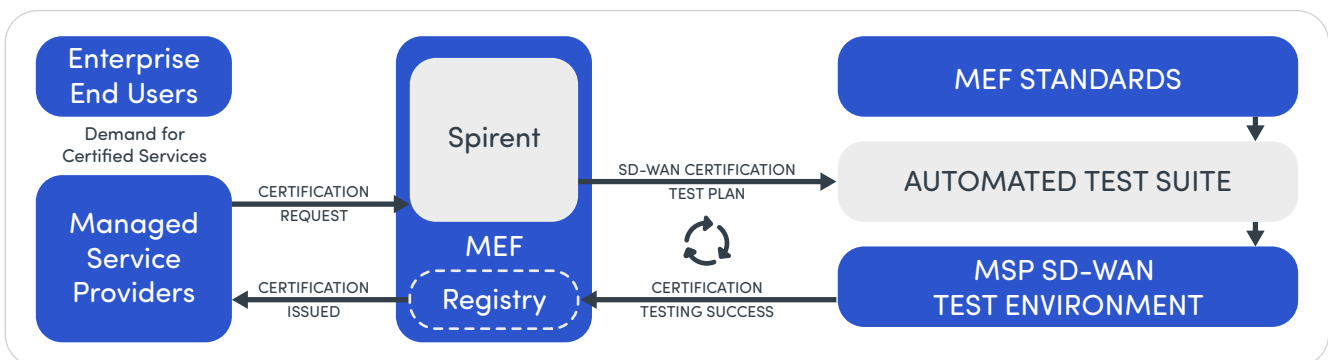 Enterprise
End Users
Demand for
Certified Services
Managed
Service
Providers
CERTIFICATION
REQUEST
CERTIFICATION
ISSUED
Spirent
MEF
Registry
SD-WAN CERTIFICATION
TEST PLAN
CERTIFICATION
TESTING SUCCESS
MEF STANDARDS
AUTOMATED TEST SUITE
MSP SD-WAN
TEST ENVIRONMENT